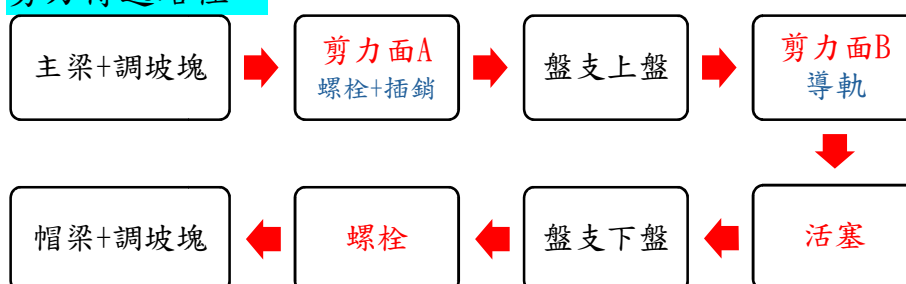 主梁+調坡塊
剪力面A
螺栓+插銷
盤支上盤
剪力面B
導軌
帽梁+調坡塊
螺栓
盤支下盤
活塞